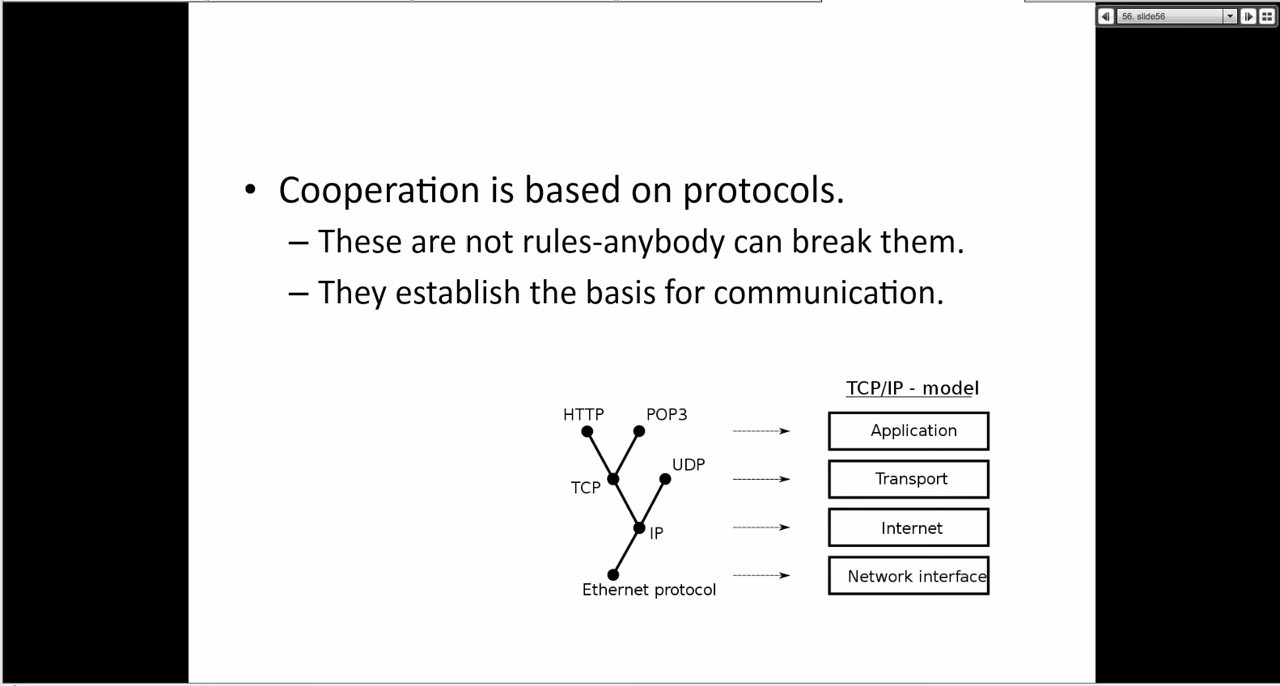 56. slide56
• Cooperation is based on protocols.
– These are not rules-anybody can break them.
– They establish the basis for communication.
TCP/IP - model
HTTP POP3
Application
UDP
TCP
Transport
IP
Internet
Ethernet protocol
Network interface